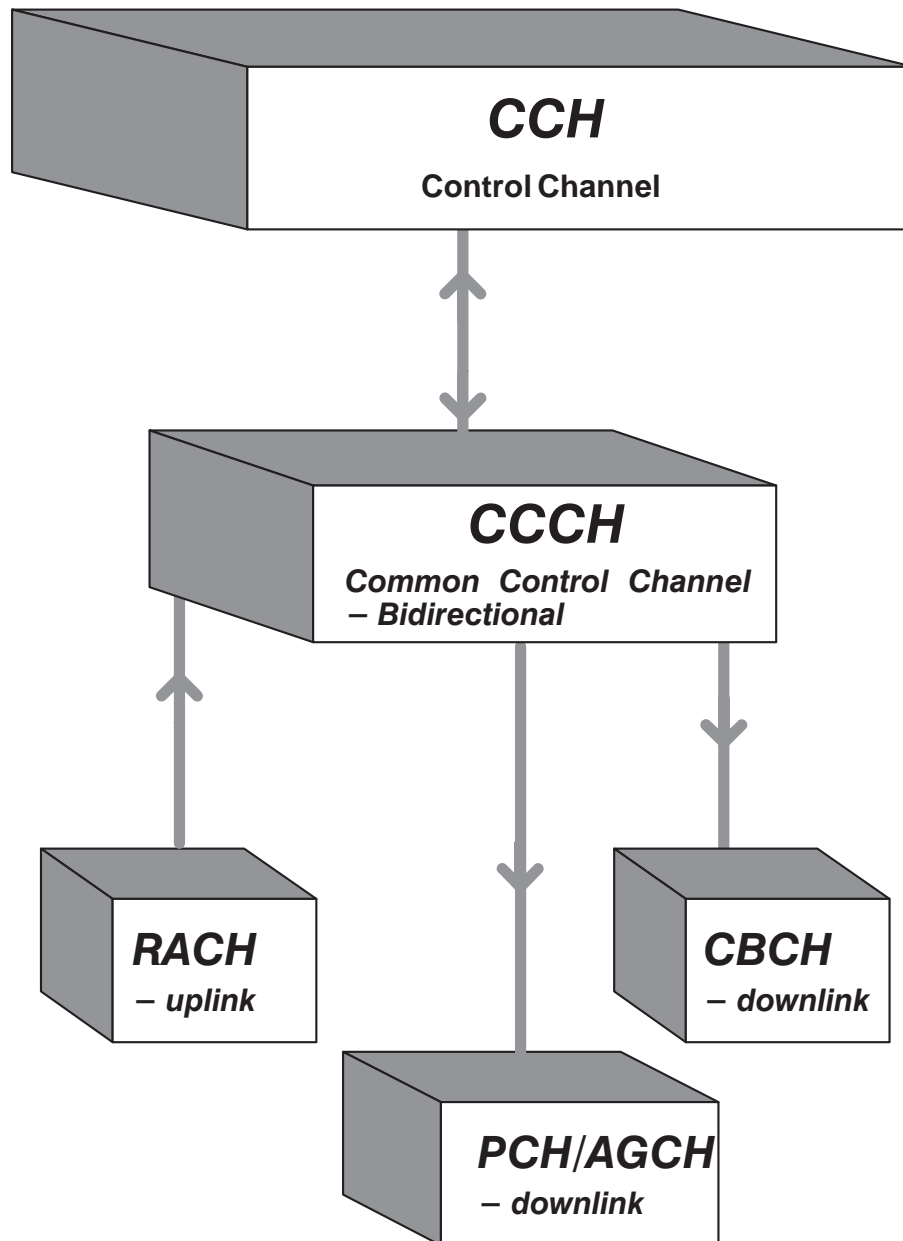 CCH
Control Channel
CCCH
Common Control Channel
– Bidirectional
RACH
– uplink
CBCH
– downlink
PCH/AGCH
– downlink